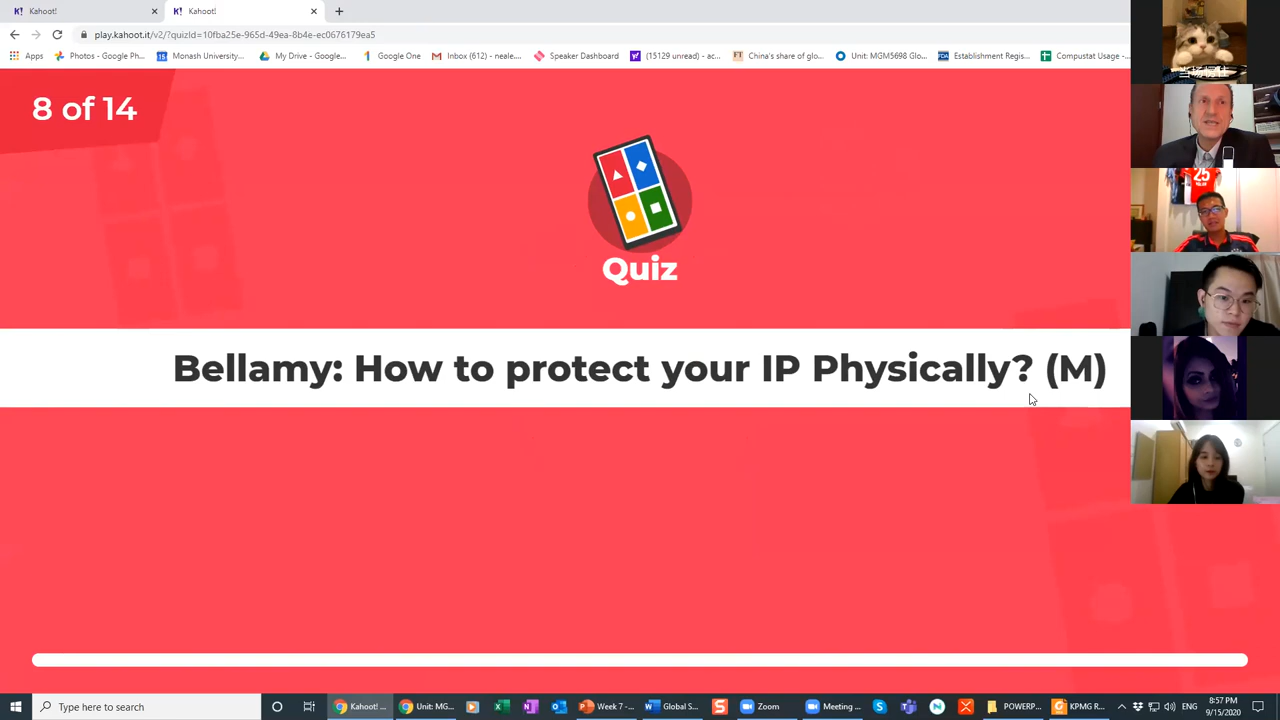 Kahoot!
Kahoot!
play.kahoot.it/v2/?quizId=10fba25e-965d-49ea-8b4e-ec0676179ea5
Apps
Photos - Google Ph...
Monash University...
My Drive - Google...
Google One
Inbox (612) - neale...
Speaker Dashboard
(15129 unread) - ac...
China's share of glo...
Unit: MGM5698 Glo...
Establishment Regis...
Compustat Usage -...
8 of 14
25
Quiz
Bellamy: How to protect your IP Physically? (M)
Type here to search
Kahoot! ...
Unit: MG...
Week 7 -...
Global S...
Zoom
Meeting ...
POWERP...
KPMG R...
ENG
8:57 PM
9/15/2020